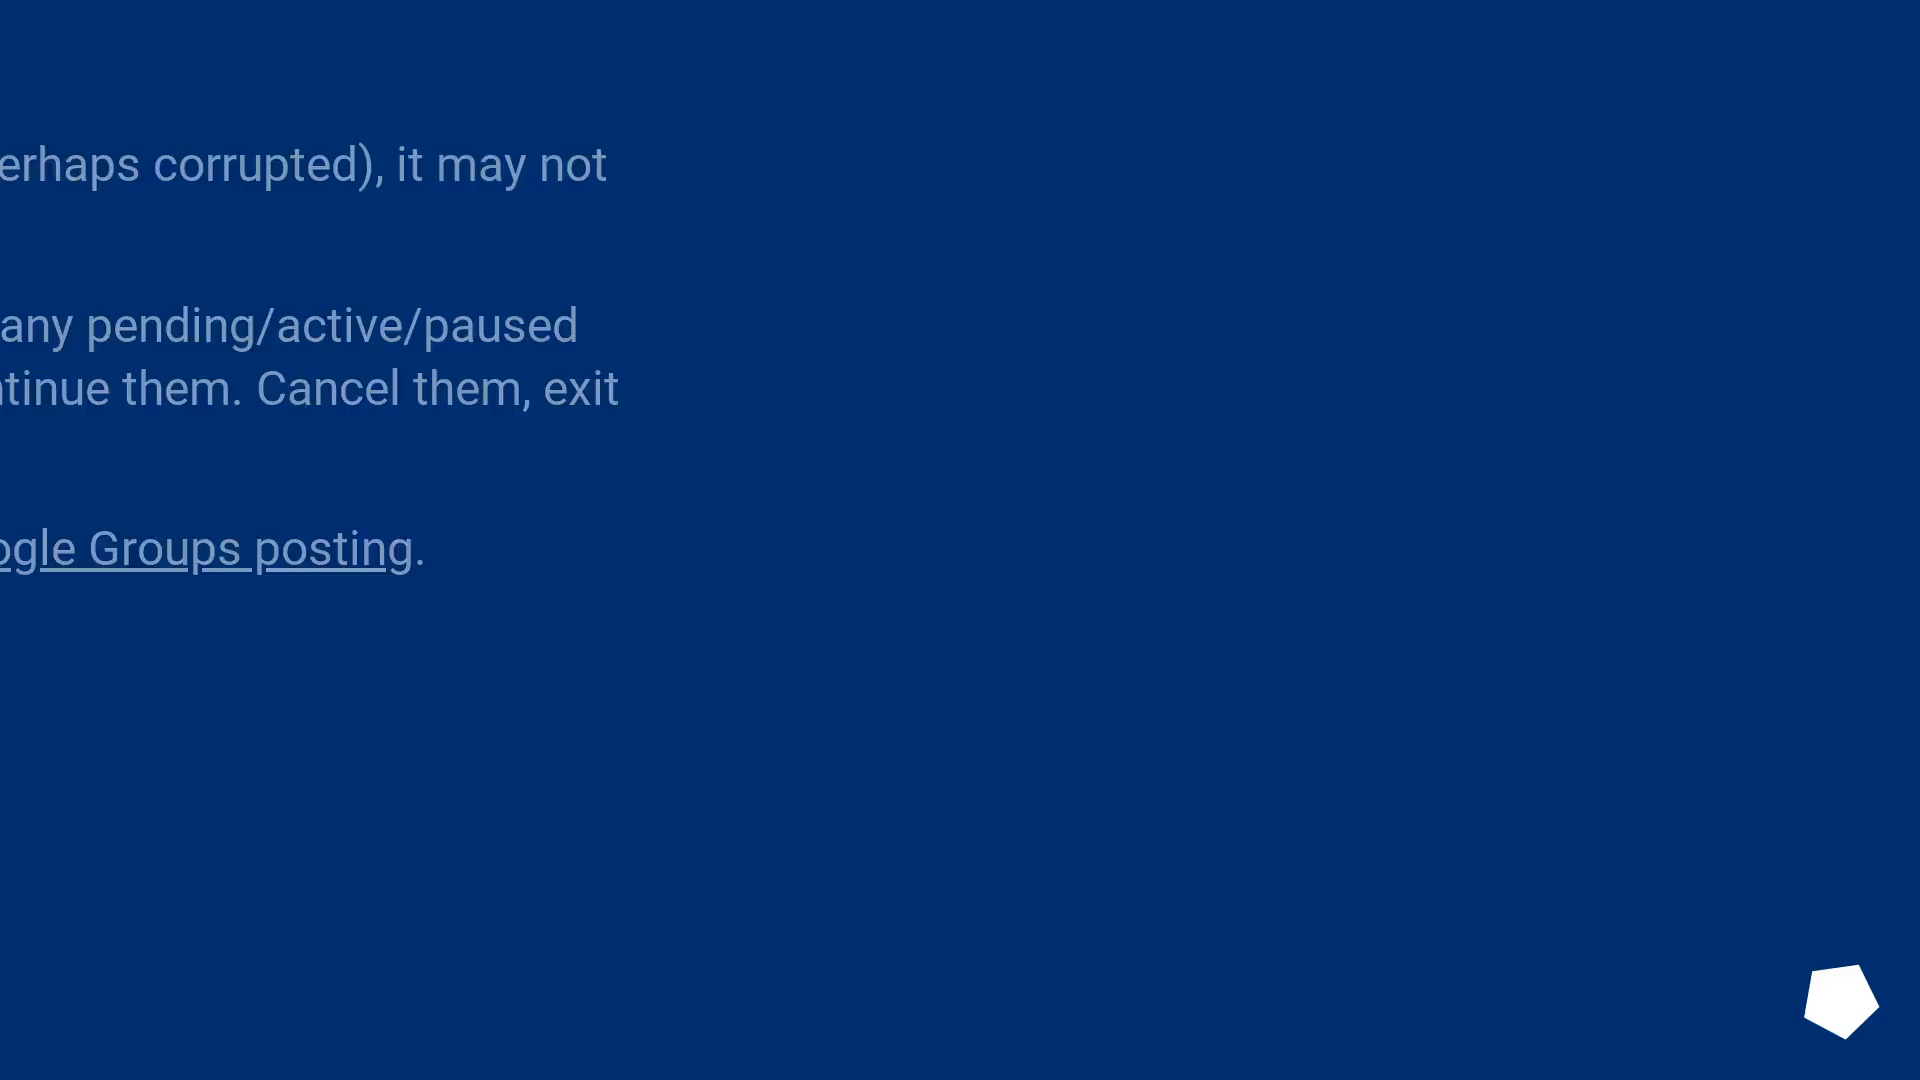 erhaps corrupted), it may not
any pending/active/paused
ntinue them. Cancel them, exit
ogle Groups posting.